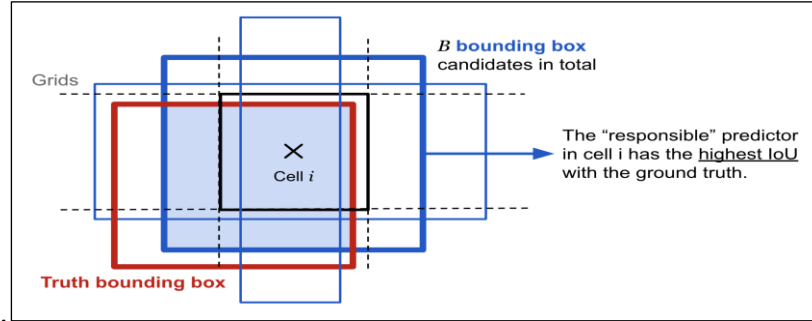 B bounding box
candidates in total
Grids
The “responsible” predictor
in cell i has the highest IoU
with the ground truth.
Cell i
Truth bounding box